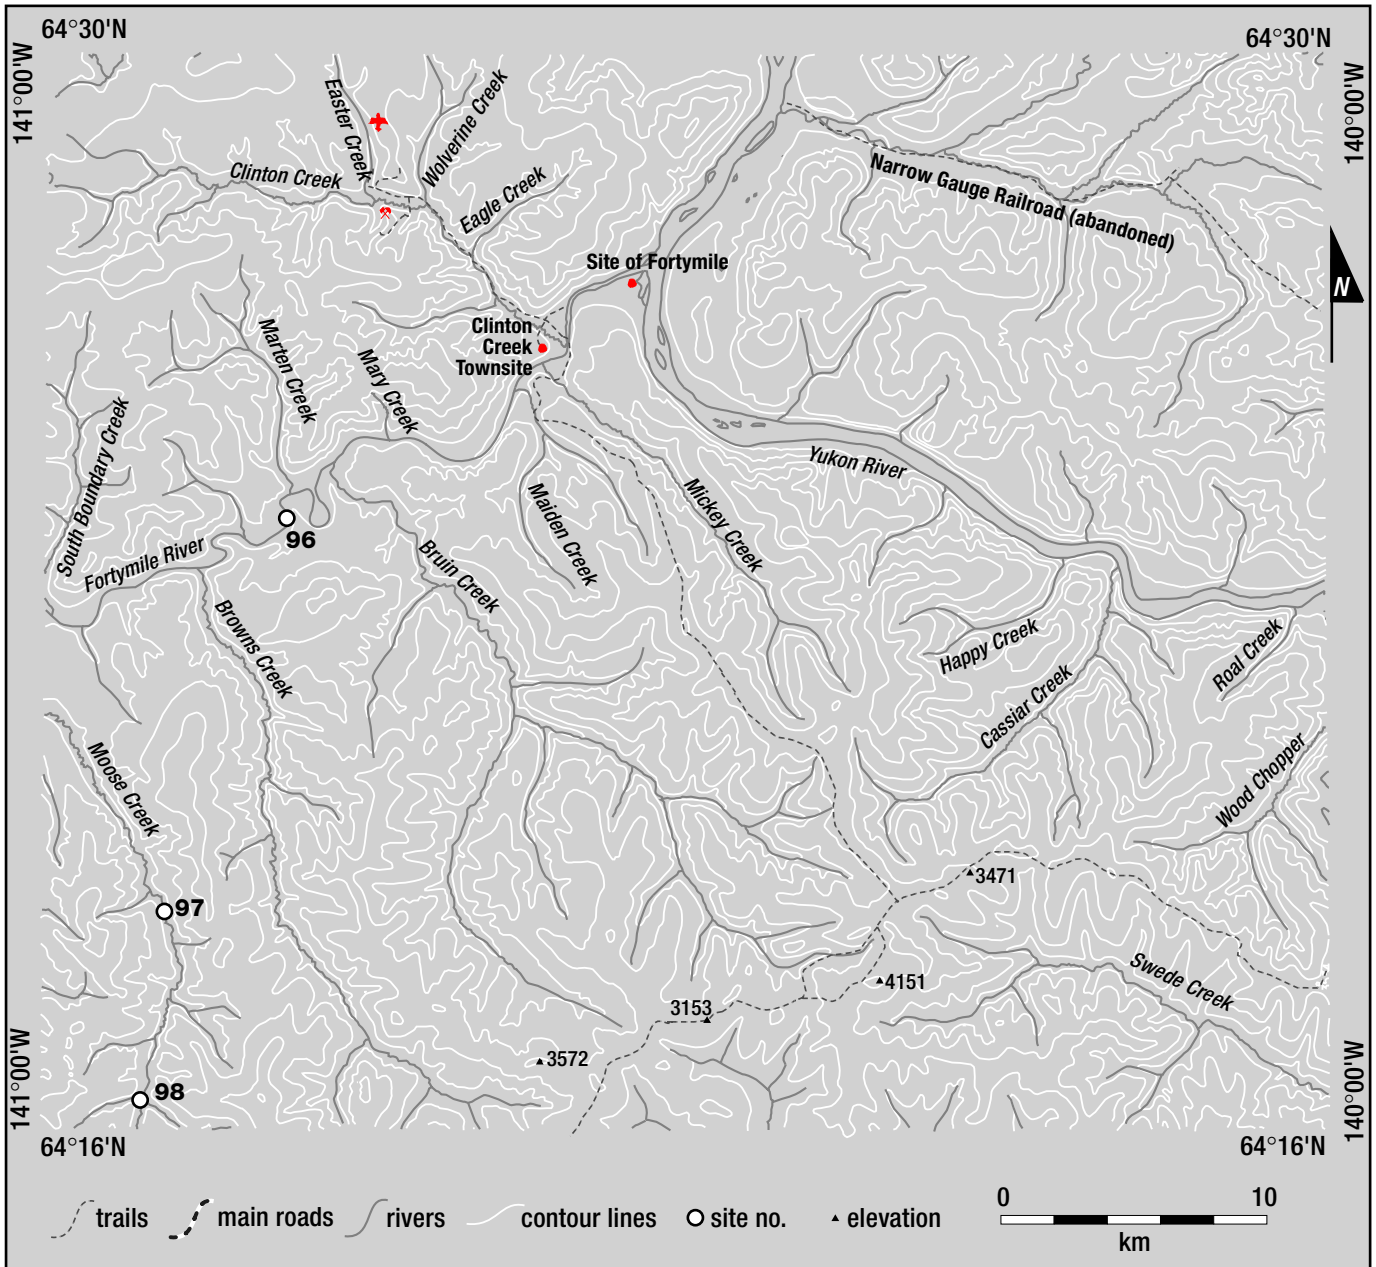 64°30'N
64°30'N
141°00'W
140°00'W
Easter Creek
Wolverine Creek
Clinton Creek
Eagle Creek
Narrow Gauge Railroad (abandoned)
Site of Fortymile
N
Clinton
Creek
Townsite
Marten Creek
Mary Creek
South Boundary Creek
Yukon River
Mickey Creek
Maiden Creek
96
Fortymile River
Bruin Creek
Browns Creek
Happy Creek
Roal Creek
Cassiar Creek
Moose Creek
Wood Chopper
3471
97
Swede Creek
4151
3153
3572
98
141°00'W
140°00'W
64°16'N
64°16'N
trails
main roads
rivers
contour lines
site no.
elevation
0
10
km